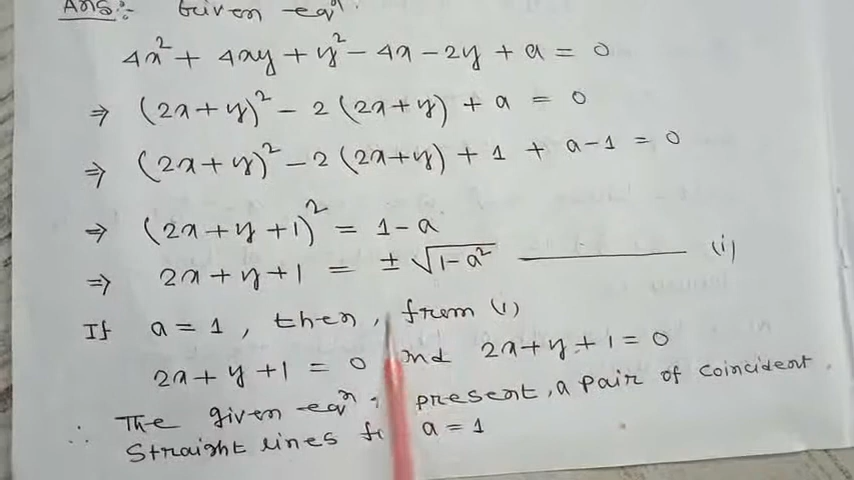 Ans:- Given eqⁿ
4x² + 4xy + y² - 4x - 2y + a = 0
⇒ (2x+y)² - 2(2x+y) + a = 0
⇒ (2x+y)² - 2(2x+y) + 1 + a-1 = 0
⇒ (2x+y+1)² = 1-a
⇒ 2x+y+1 = ±√1-a² (i)
If a=1, then, from (i)
2x+y+1=0 2x+y+1=0
∴ The given eqⁿ present, a pair of coincident
Straight lines a=1